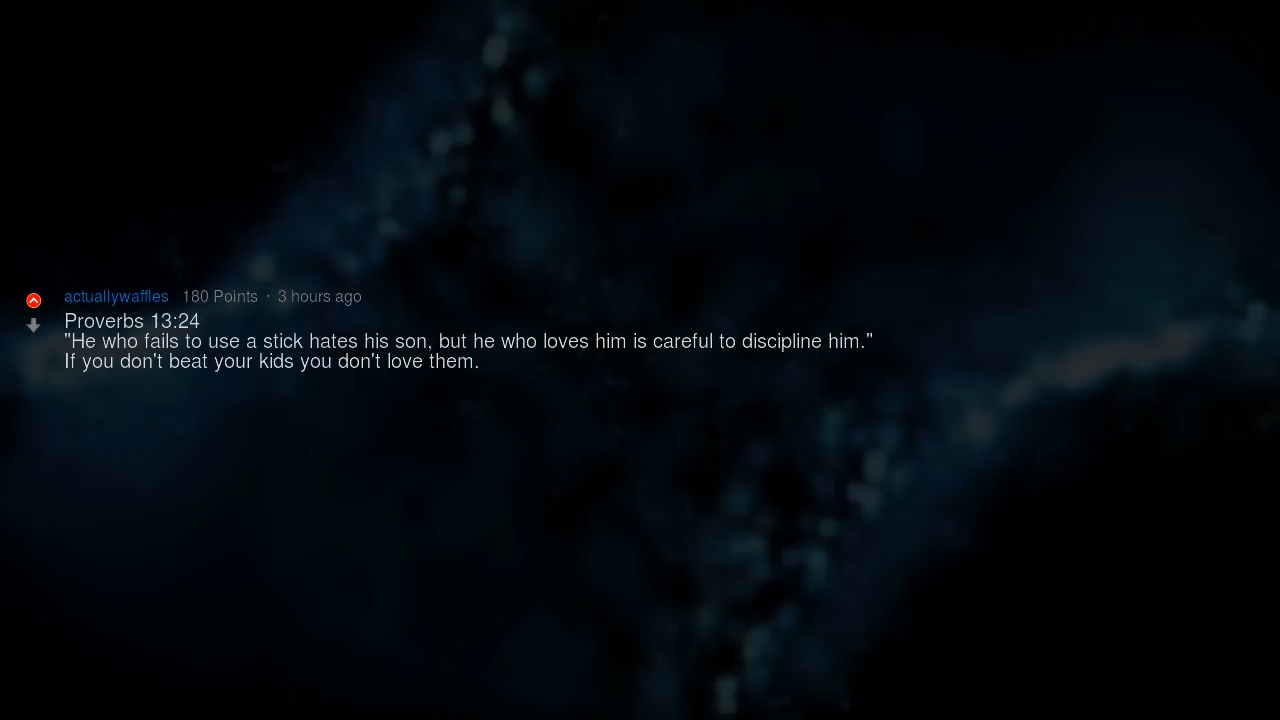 actuallywaffles 180 Points · 3 hours ago
Proverbs 13:24
"He who fails to use a stick hates his son, but he who loves him is careful to discipline him."
If you don't beat your kids you don't love them.